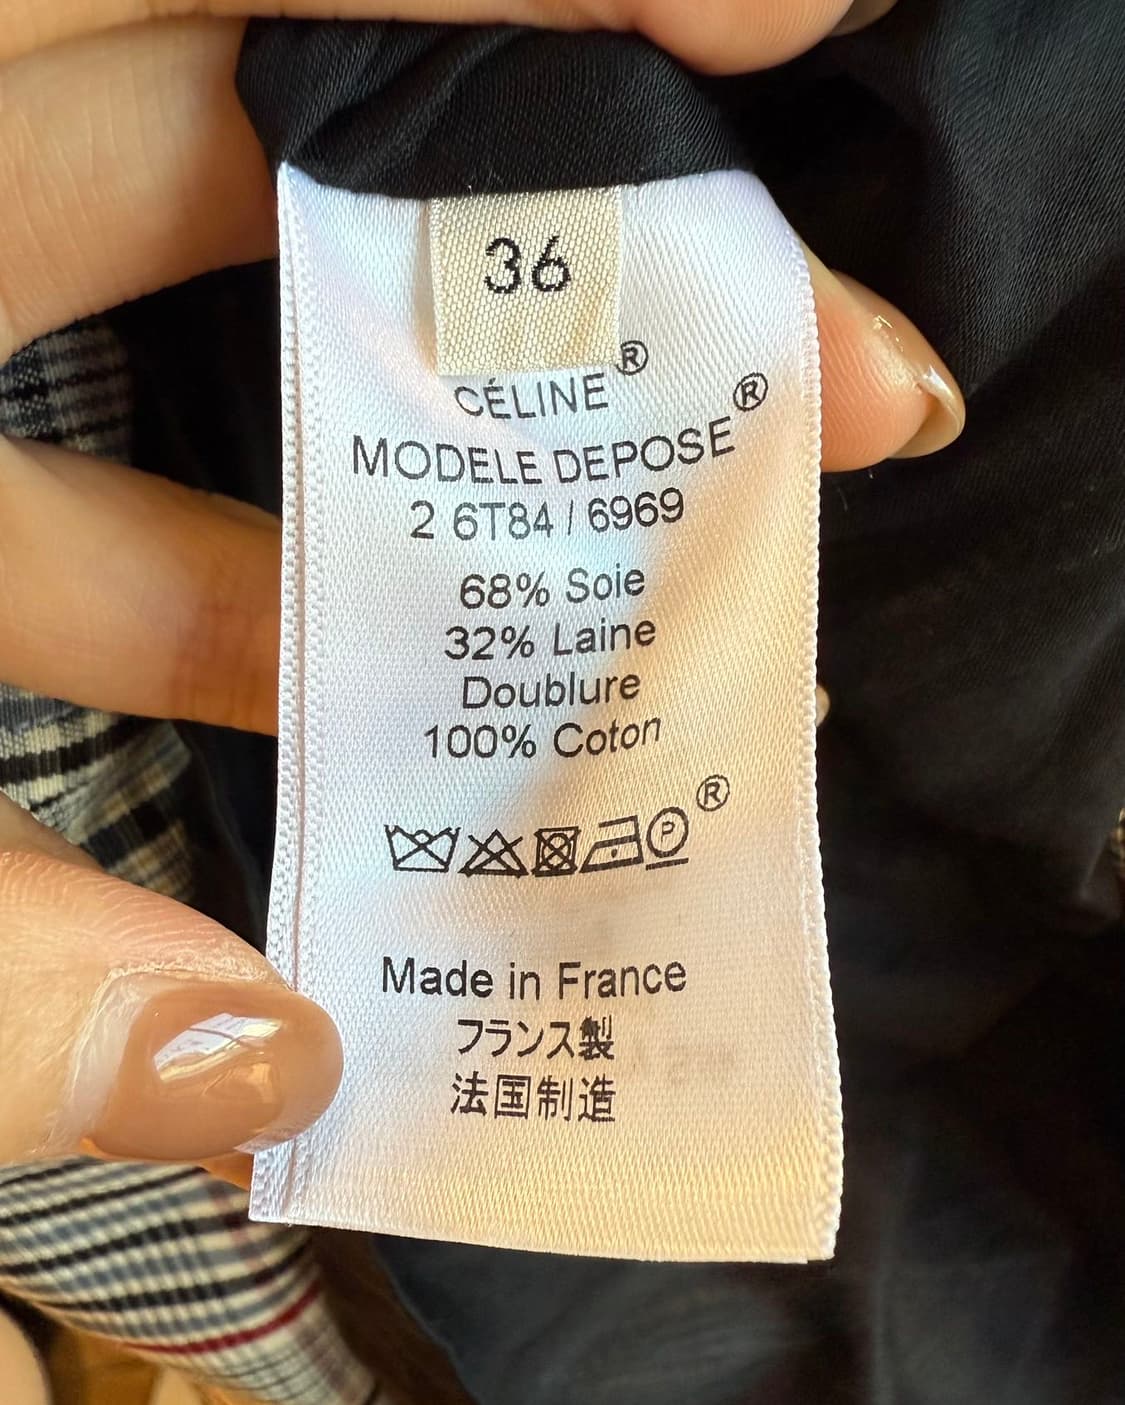 36
CÉLINE®
MODELE DEPOSE®
2 6T84 / 6969
68% Soie
32% Laine
Doublure
100% Coton
P ®
Made in France
フランス製
法国制造